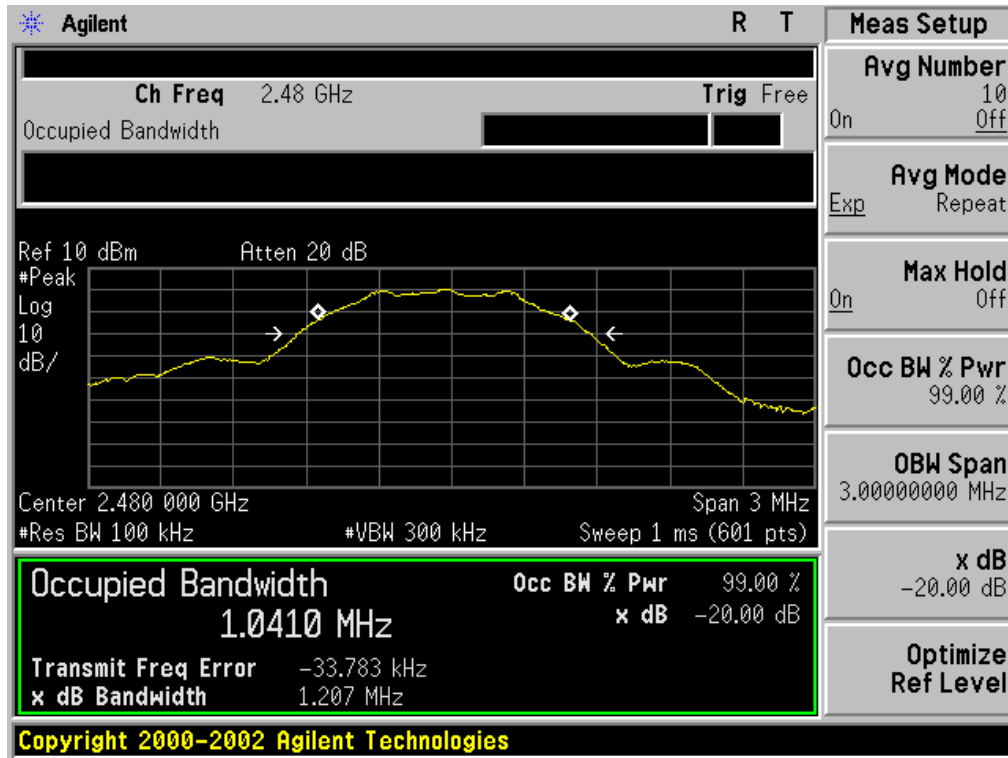 Agilent R T
Ch Freq 2.48 GHz Trig Free
Occupied Bandwidth
Ref 10 dBm Atten 20 dB
#Peak
Log
10
dB/
Center 2.480 000 GHz Span 3 MHz
#Res BW 100 kHz #VBW 300 kHz Sweep 1 ms (601 pts)
Occupied Bandwidth Occ BW % Pwr 99.00 %
1.0410 MHz x dB -20.00 dB
Transmit Freq Error -33.783 kHz
x dB Bandwidth 1.207 MHz
Copyright 2000-2002 Agilent Technologies
Meas Setup
Avg Number
10
On Off
Avg Mode
Exp Repeat
Max Hold
On Off
Occ BW % Pwr
99.00 %
OBW Span
3.00000000 MHz
x dB
-20.00 dB
Optimize
Ref Level